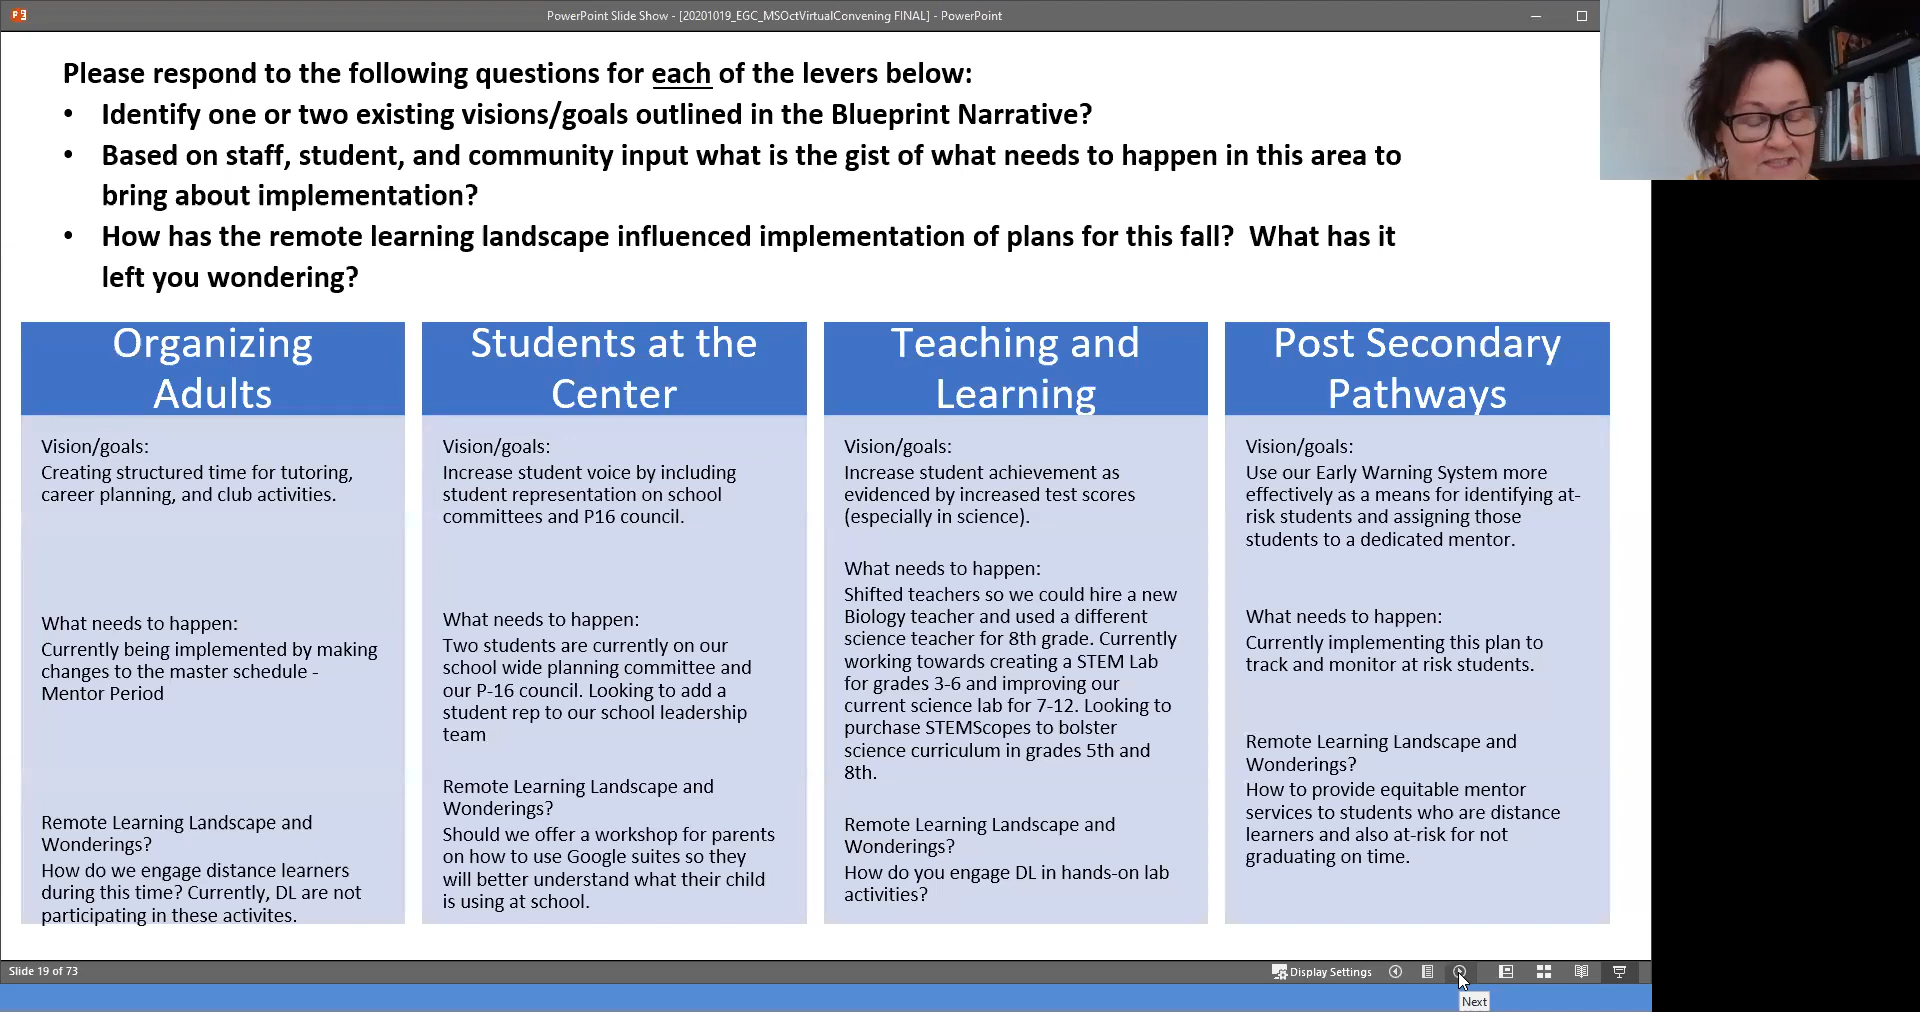 PowerPoint Slide Show - [20201019_EGC_MSOctVirtualConvening FINAL] - PowerPoint
Please respond to the following questions for each of the levers below:
• Identify one or two existing visions/goals outlined in the Blueprint Narrative?
• Based on staff, student, and community input what is the gist of what needs to happen in this area to
bring about implementation?
• How has the remote learning landscape influenced implementation of plans for this fall?  What has it
left you wondering?
Organizing
Adults
Vision/goals:
Creating structured time for tutoring,
career planning, and club activities.
What needs to happen:
Currently being implemented by making
changes to the master schedule -
Mentor Period
Remote Learning Landscape and
Wonderings?
How do we engage distance learners
during this time? Currently, DL are not
participating in these activites.
Students at the
Center
Vision/goals:
Increase student voice by including
student representation on school
committees and P16 council.
What needs to happen:
Two students are currently on our
school wide planning committee and
our P-16 council. Looking to add a
student rep to our school leadership
team
Remote Learning Landscape and
Wonderings?
Should we offer a workshop for parents
on how to use Google suites so they
will better understand what their child
is using at school.
Teaching and
Learning
Vision/goals:
Increase student achievement as
evidenced by increased test scores
(especially in science).
What needs to happen:
Shifted teachers so we could hire a new
Biology teacher and used a different
science teacher for 8th grade. Currently
working towards creating a STEM Lab
for grades 3-6 and improving our
current science lab for 7-12. Looking to
purchase STEMScopes to bolster
science curriculum in grades 5th and
8th.
Remote Learning Landscape and
Wonderings?
How do you engage DL in hands-on lab
activities?
Post Secondary
Pathways
Vision/goals:
Use our Early Warning System more
effectively as a means for identifying at-
risk students and assigning those
students to a dedicated mentor.
What needs to happen:
Currently implementing this plan to
track and monitor at risk students.
Remote Learning Landscape and
Wonderings?
How to provide equitable mentor
services to students who are distance
learners and also at-risk for not
graduating on time.
Slide 19 of 73
Display Settings
Next